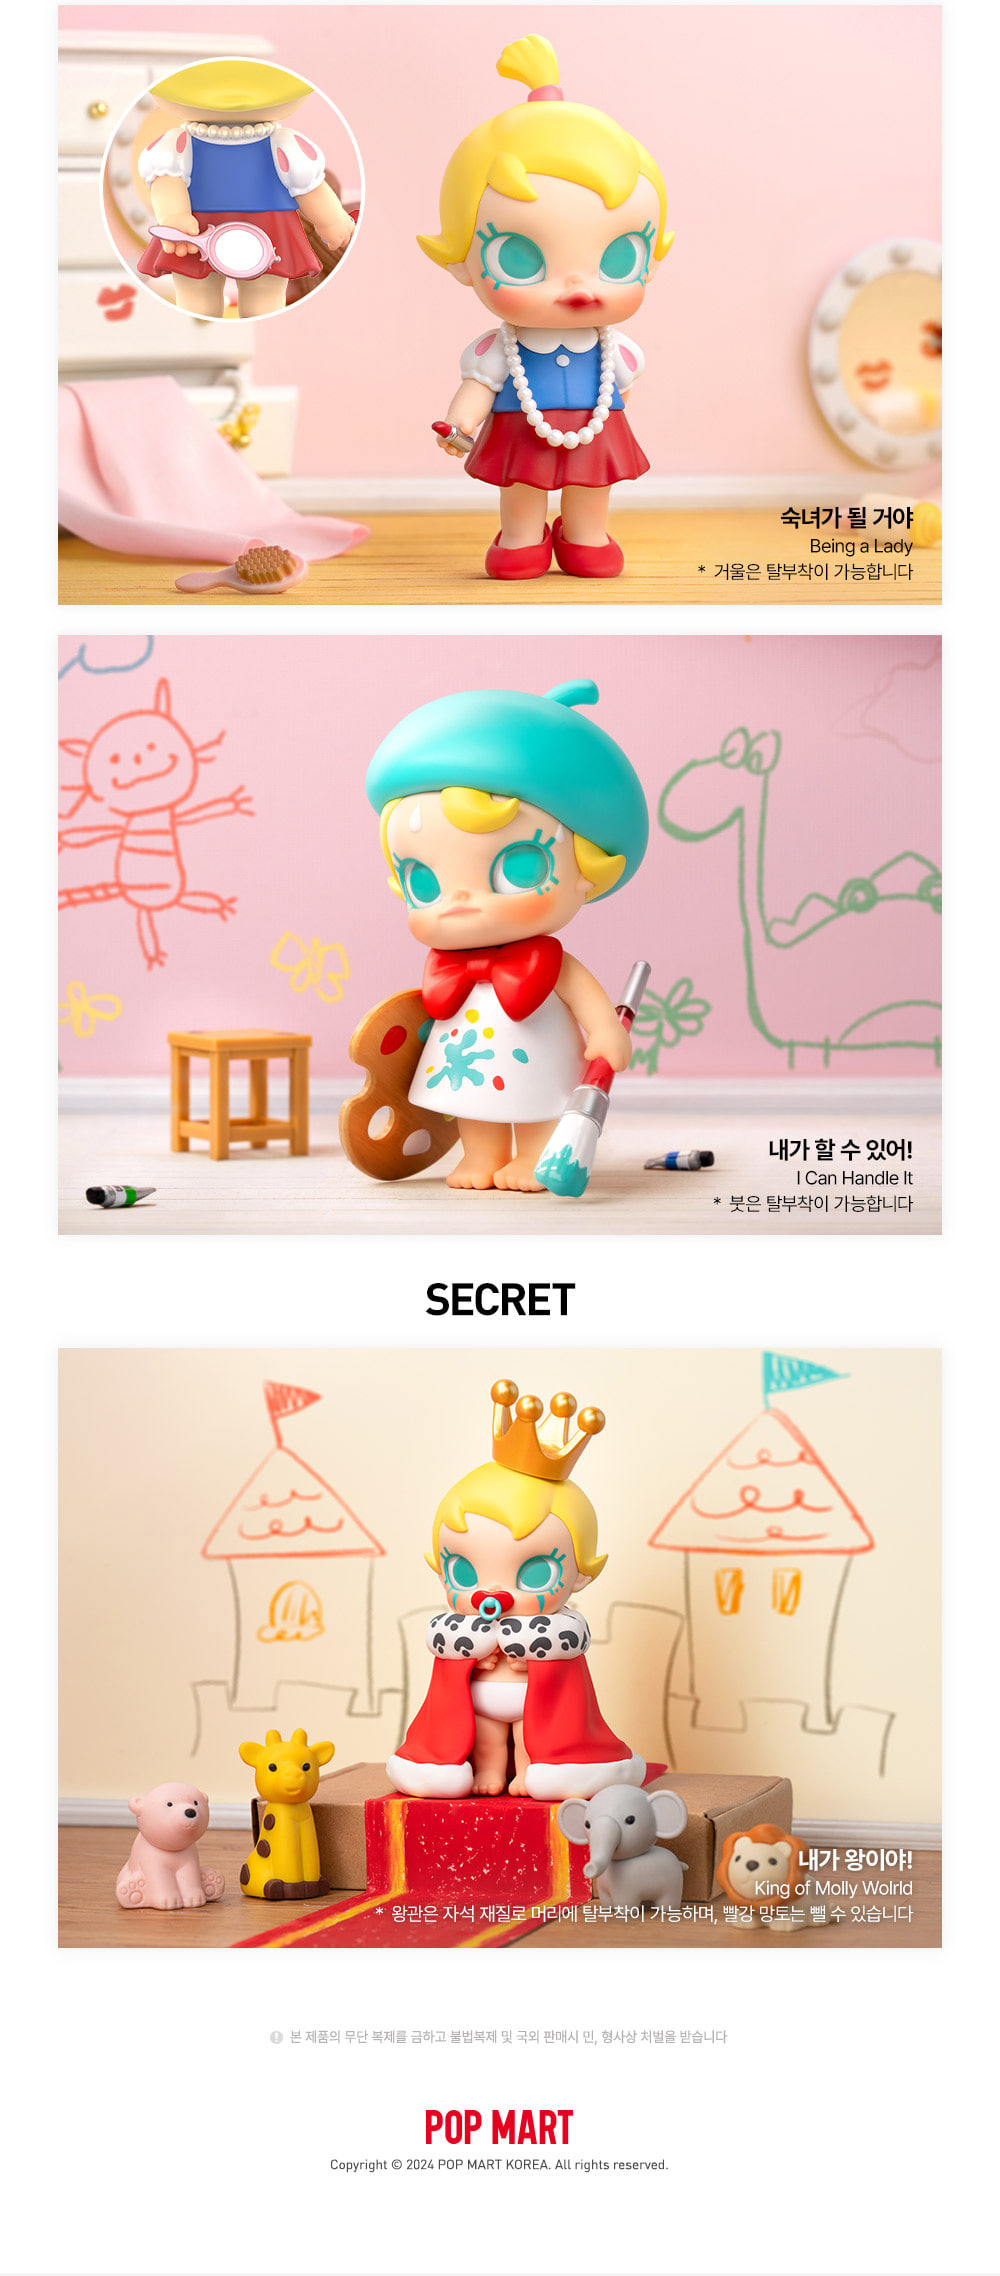 숙녀가 될 거야
Being a Lady
* 거울은 탈부착이 가능합니다
내가 할 수 있어!
I Can Handle It
* 붓은 탈부착이 가능합니다
SECRET
내가 왕이야!
King of Molly Wolrld
* 왕관은 자석 재질로 머리에 탈부착이 가능하며, 빨강 망토는 뺄 수 있습니다
본 제품의 무단 복제를 금하고 불법복제 및 국외 판매시 민, 형사상 처벌을 받습니다
POP MART
Copyright © 2024 POP MART KOREA. All rights reserved.